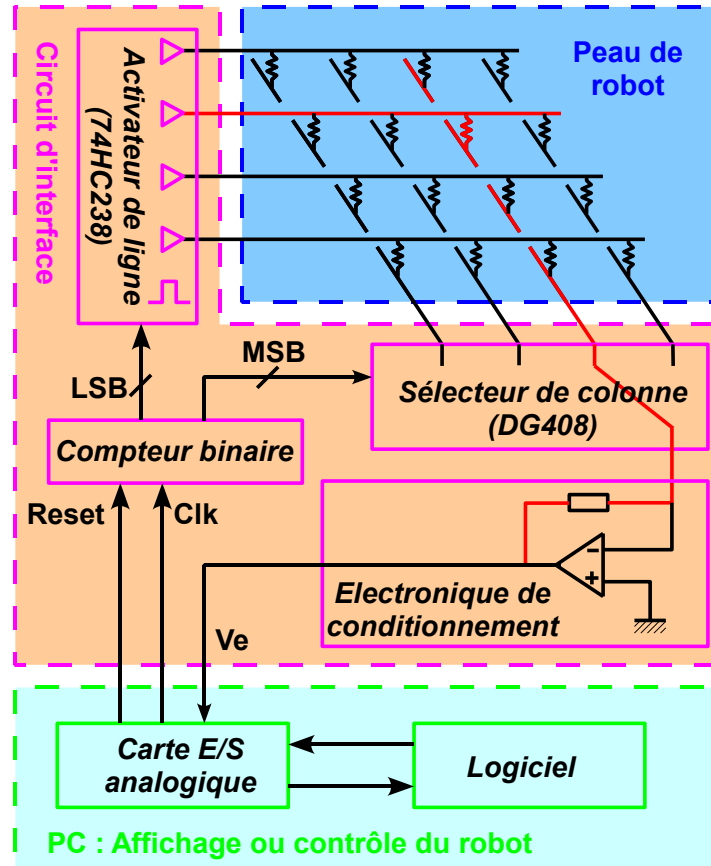 Circuit d'interface
Activateur de ligne
(74HC238)
Peau de
robot
LSB
MSB
Sélecteur de colonne
(DG408)
Compteur binaire
Reset
Clk
-
+
Electronique de
conditionnement
Ve
Carte E/S
analogique
Logiciel
PC : Affichage ou contrôle du robot